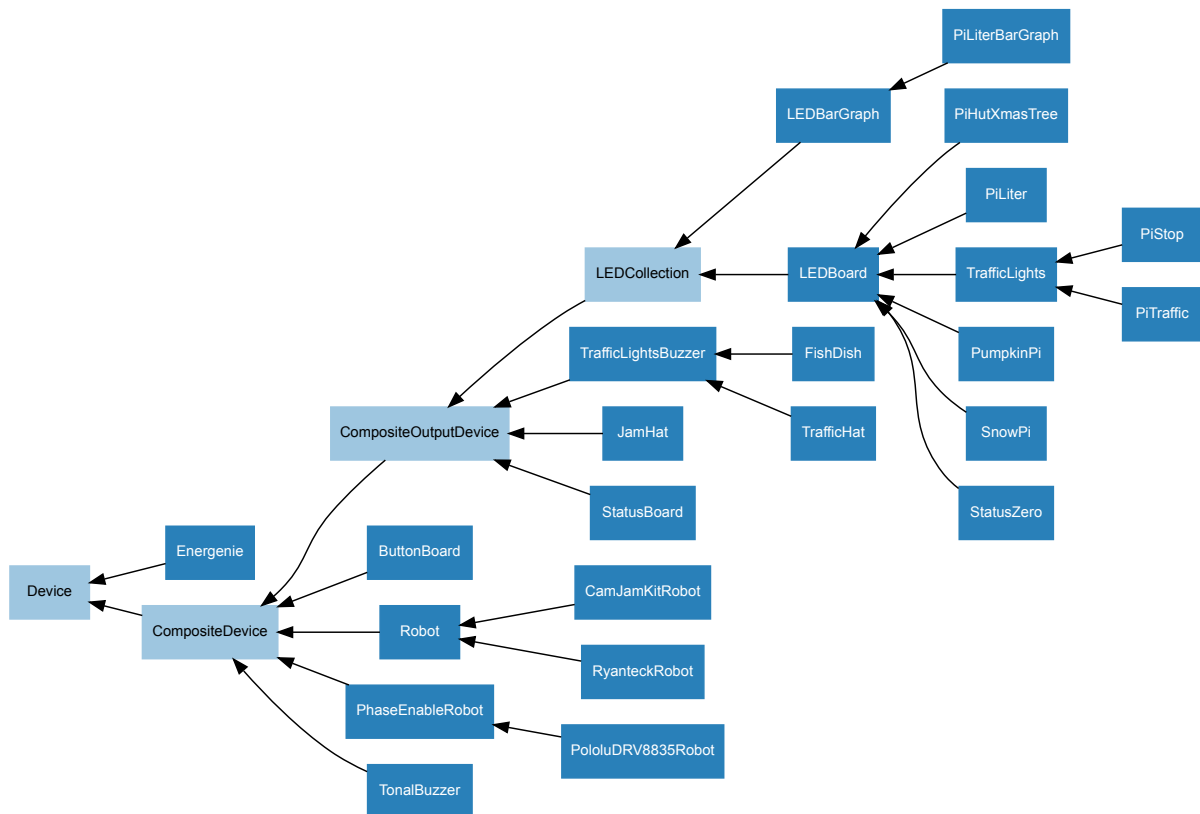 PiLiterBarGraph
LEDBarGraph
PiHutXmasTree
PiLiter
PiStop
LEDCollection
LEDBoard
TrafficLights
PiTraffic
TrafficLightsBuzzer
FishDish
PumpkinPi
CompositeOutputDevice
JamHat
TrafficHat
SnowPi
StatusBoard
StatusZero
Energenie
ButtonBoard
Device
CamJamKitRobot
CompositeDevice
Robot
RyanteckRobot
PhaseEnableRobot
PololuDRV8835Robot
TonalBuzzer